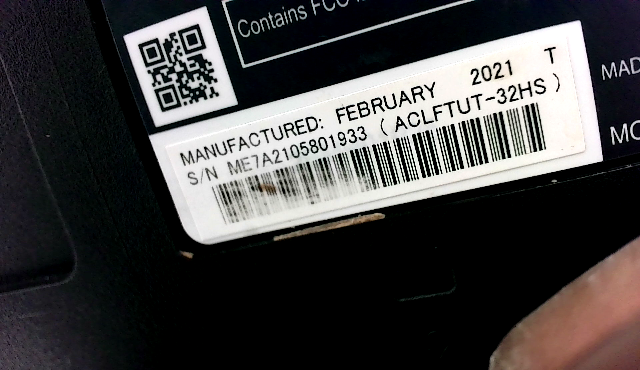 Contains FCC
MANUFACTURED: FEBRUARY 2021 T
S/N ME7A2105801933 (ACLFTUT-32HS)
MAD
MO